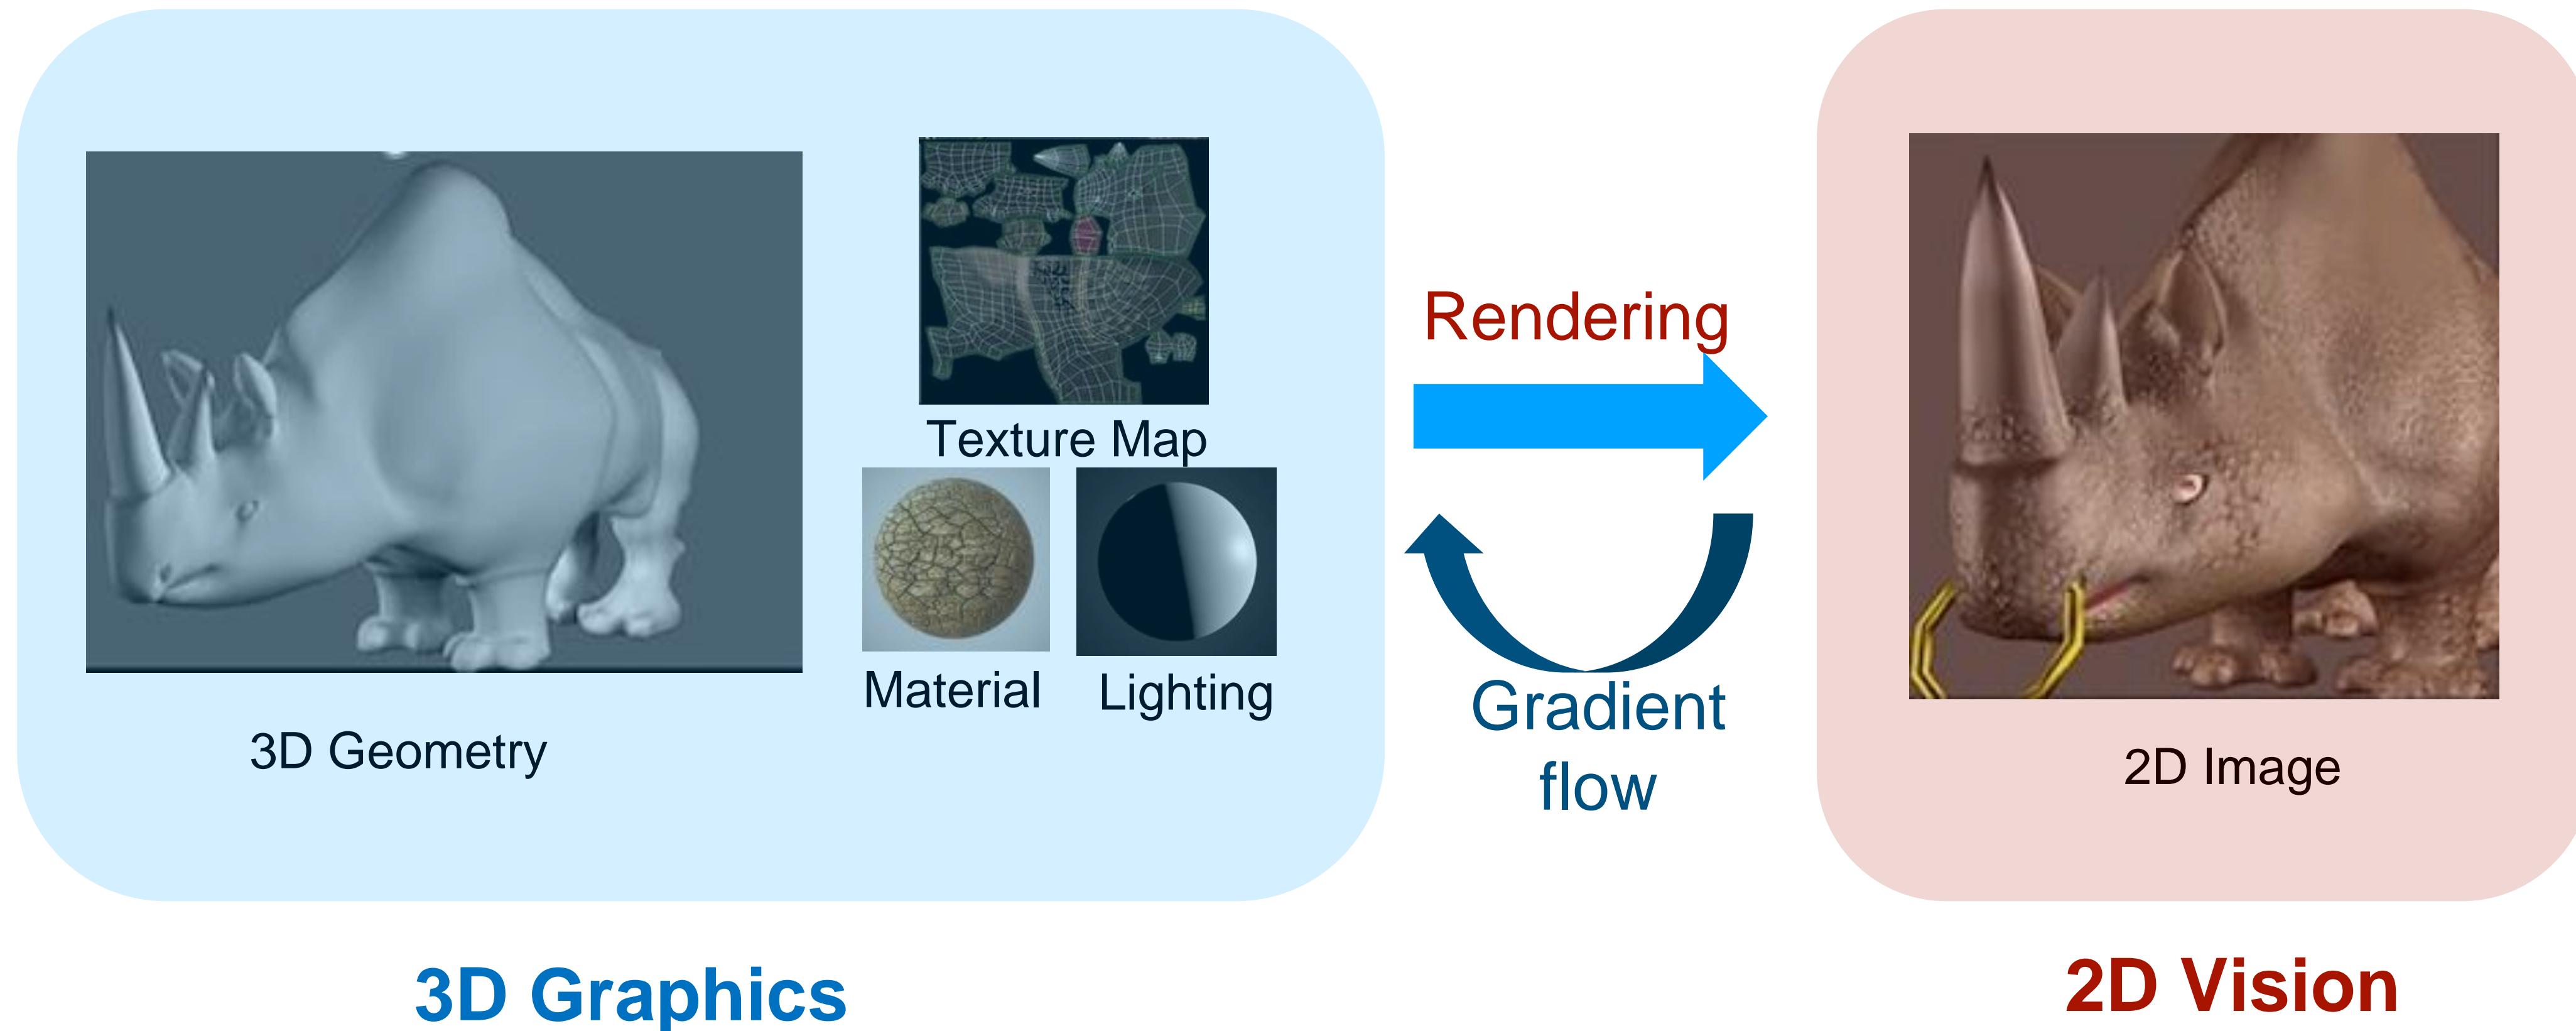 Texture Map
Material
Lighting
3D Geometry
Rendering
Gradient
flow
2D Image
3D Graphics
2D Vision